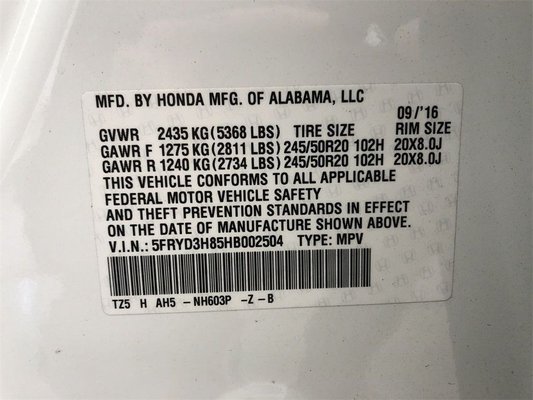 MFD. BY HONDA MFG. OF ALABAMA, LLC
09/'16
GVWR 2435 KG(5368 LBS) TIRE SIZE RIM SIZE
GAWR F 1275 KG(2811 LBS)245/50R20 102H 20X8.0J
GAWR R 1240 KG(2734 LBS)245/50R20 102H 20X8.0J
THIS VEHICLE CONFORMS TO ALL APPLICABLE
FEDERAL MOTOR VEHICLE SAFETY
AND THEFT PREVENTION STANDARDS IN EFFECT
ON THE DATE OF MANUFACTURE SHOWN ABOVE.
V.I.N.: 5FRYD3H85HB002504 TYPE: MPV
TZ5 H AH5 -NH603P -Z -B